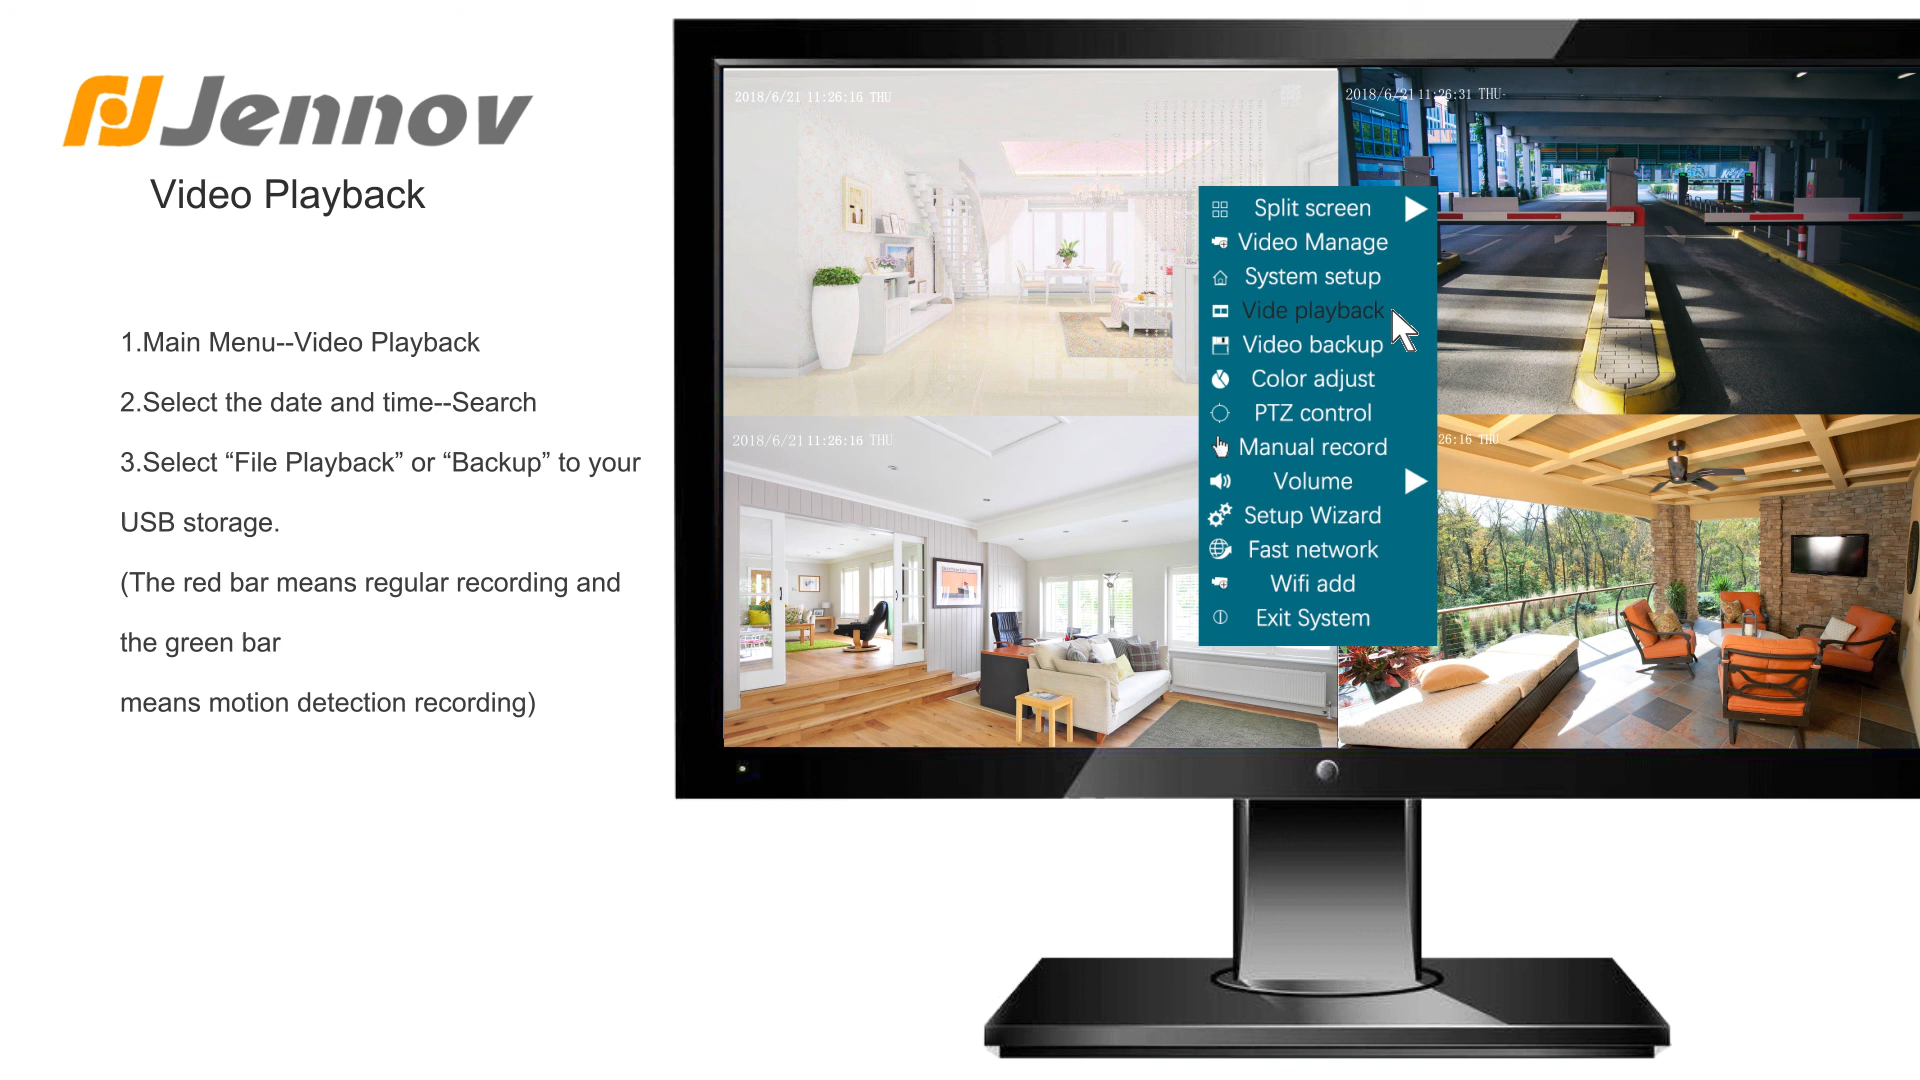 Jennov
Video Playback
1.Main Menu--Video Playback
2.Select the date and time--Search
3.Select “File Playback” or “Backup” to your
USB storage.
(The red bar means regular recording and
the green bar
means motion detection recording)
2018/6/21 11:26:16 THU
2018/6/21 11:26:31 THU
Split screen
Video Manage
System setup
Vide playback
Video backup
Color adjust
PTZ control
Manual record
Volume
Setup Wizard
Fast network
Wifi add
Exit System
2018/6/21 11:26:16 THU
26:16 THU